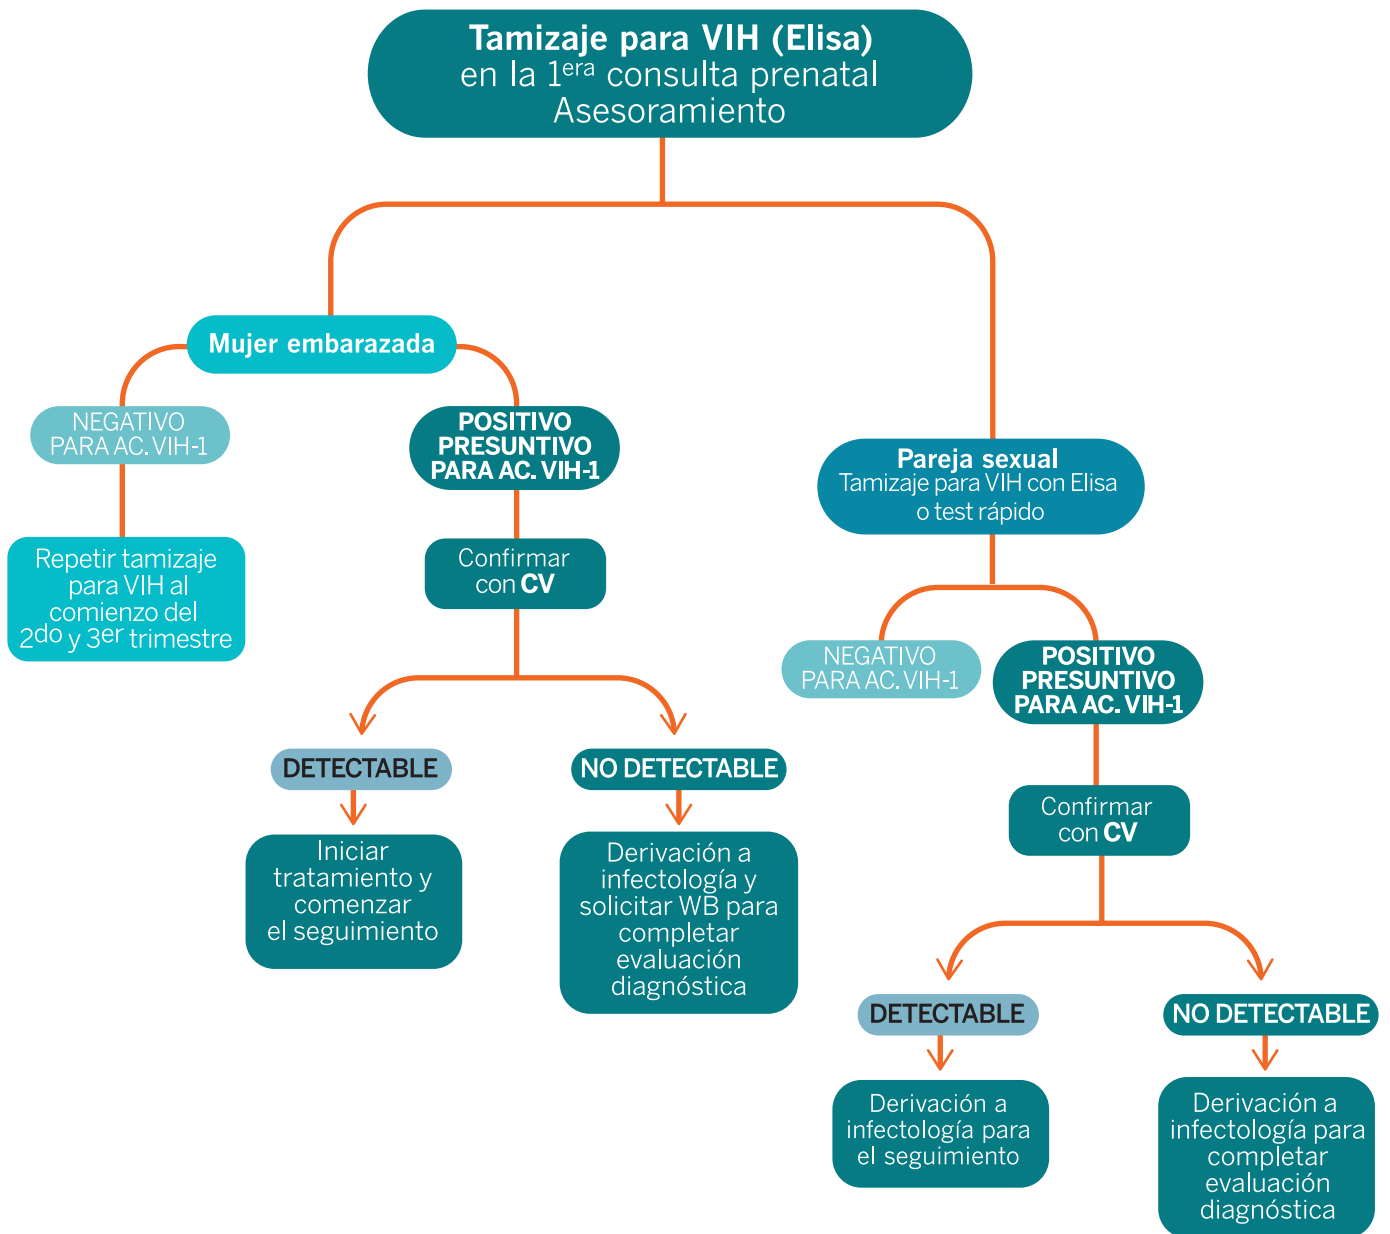 Tamizaje para VIH (Elisa)
en la 1era consulta prenatal
Asesoramiento
Mujer embarazada
NEGATIVO
PARA AC. VIH-1
Repetir tamizaje
para VIH al
comienzo del
2do y 3er trimestre
POSITIVO
PRESUNTIVO
PARA AC. VIH-1
Confirmar
con CV
DETECTABLE
Iniciar
tratamiento y
comenzar
el seguimiento
NO DETECTABLE
Derivación a
infectología y
solicitar WB para
completar
evaluación
diagnóstica
Pareja sexual
Tamizaje para VIH con Elisa
o test rápido
NEGATIVO
PARA AC. VIH-1
POSITIVO
PRESUNTIVO
PARA AC. VIH-1
Confirmar
con CV
DETECTABLE
Derivación a
infectología para
el seguimiento
NO DETECTABLE
Derivación a
infectología para
completar
evaluación
diagnóstica